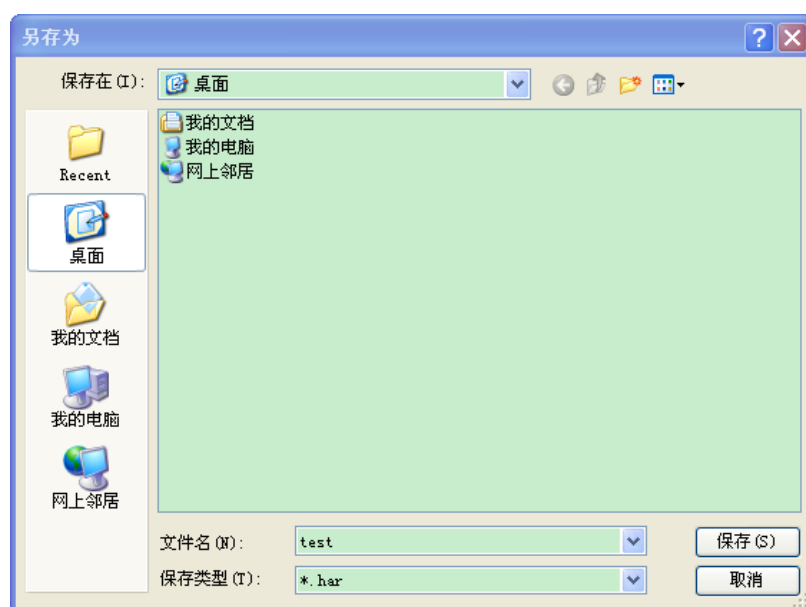 另存为
保存在(I):
桌面
我的文档
我的电脑
网上邻居
Recent
桌面
我的文档
我的电脑
网上邻居
文件名(N): test 保存(S)
保存类型(T): *.har 取消